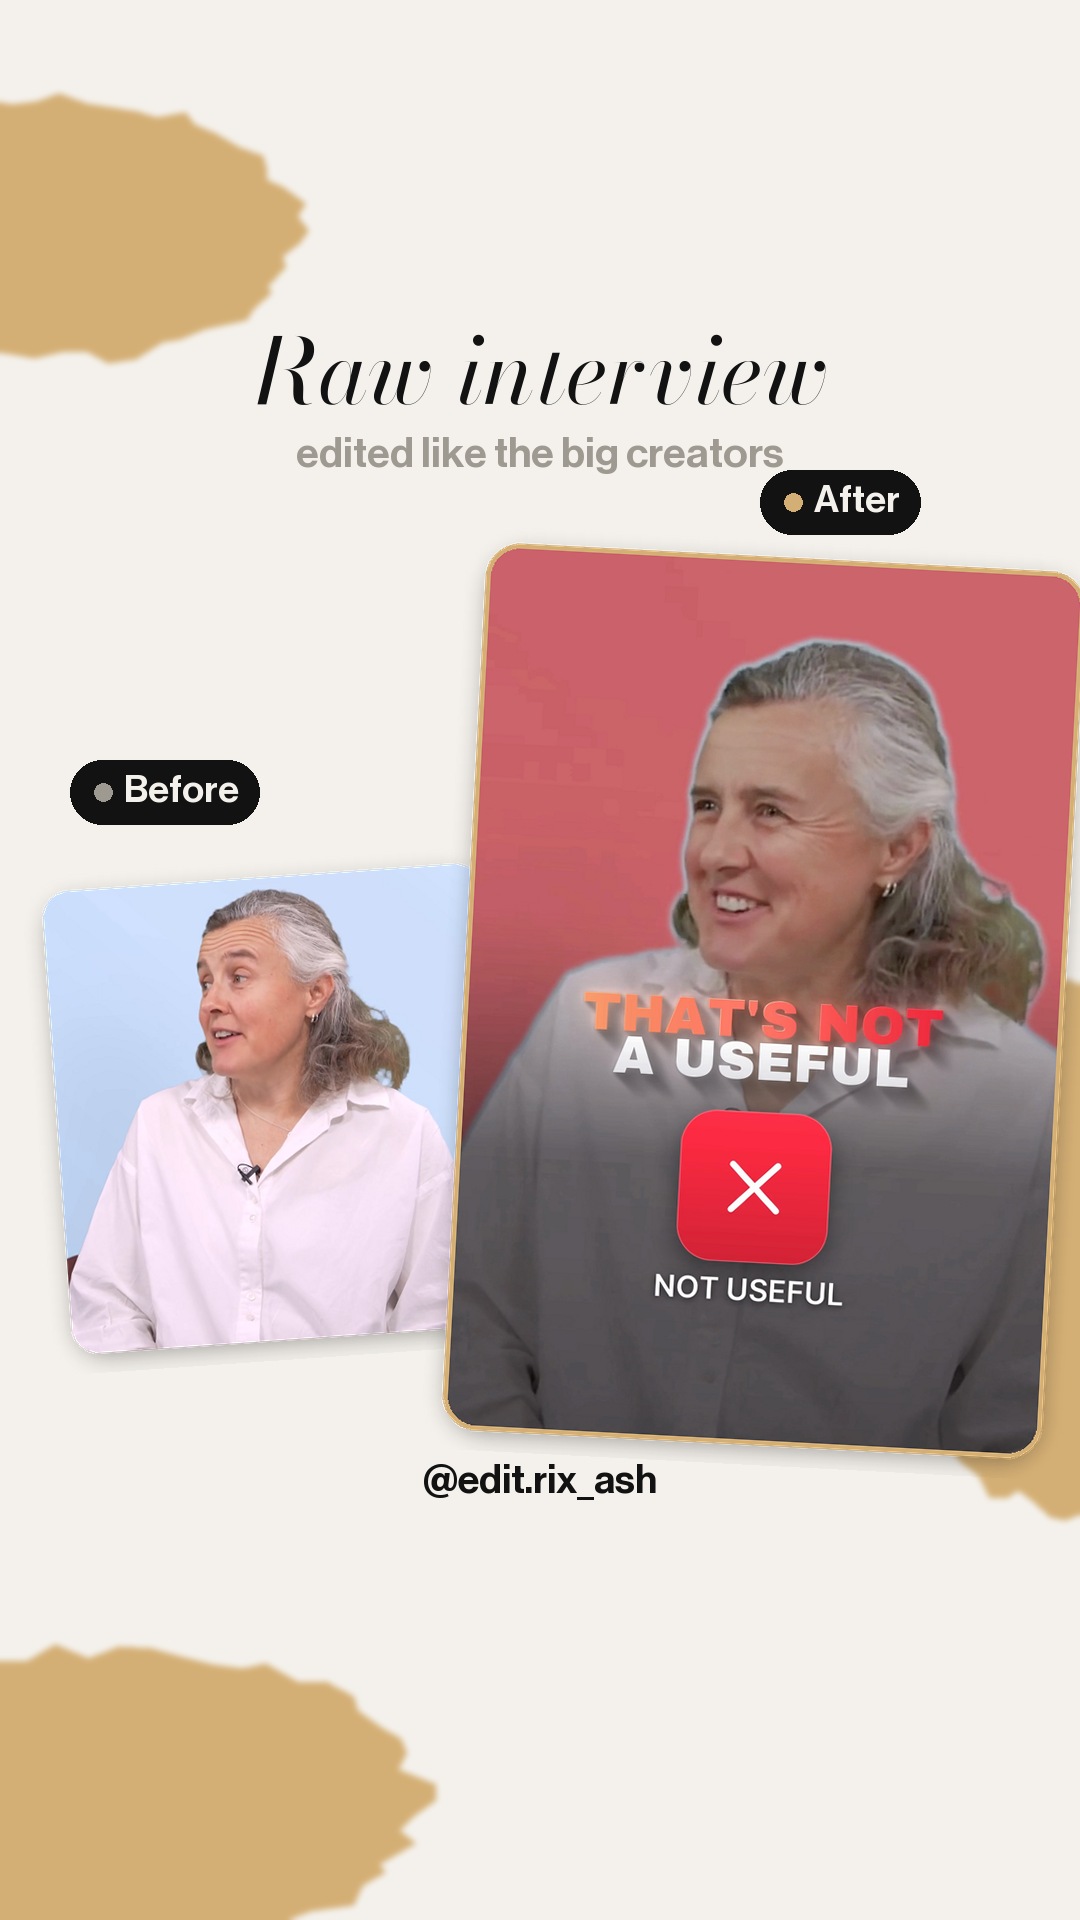 Raw interview
edited like the big creators
After
Before
THAT'S NOT
A USEFUL
NOT USEFUL
@edit.rix_ash